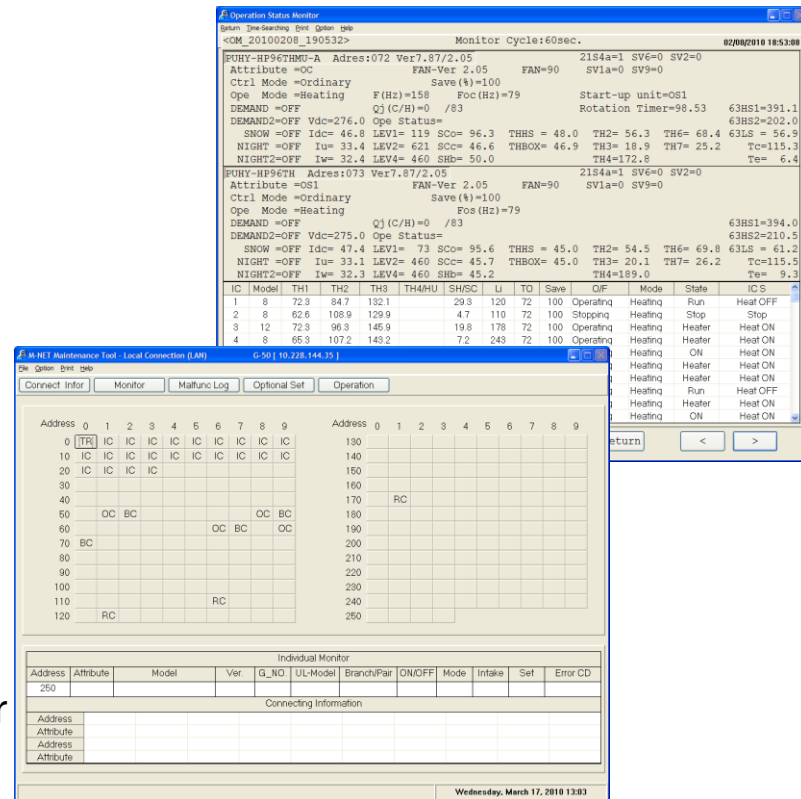 Operation Status Monitor
Return Time-Searching Print Option Help
<OM_20100208_190532> Monitor Cycle:60sec. 02/08/2010 18:53:08
PUHY-HP96THMU-A Adres:072 Ver7.87/2.05 21S4a=1 SV6=0 SV2=0
Attribute =OC FAN-Ver 2.05 FAN=90 SV1a=0 SV9=0
Ctrl Mode =Ordinary Save(%)=100
Ope Mode =Heating F(Hz)=158 Foc(Hz)=79 Start-up unit=OS1
DEMAND =OFF Qj(C/H)=0 /83 Rotation Timer=98.53 63HS1=391.1
DEMAND2=OFF Vdc=276.0 Ope Status= 63HS2=202.0
SNOW =OFF Idc= 46.8 LEV1= 119 SCo= 96.3 THHS = 48.0 TH2= 56.3 TH6= 68.4 63LS = 56.9
NIGHT =OFF Iu= 33.4 LEV2= 621 SCc= 46.6 THBOX= 46.9 TH3= 18.9 TH7= 25.2 Tc=115.3
NIGHT2=OFF Iw= 32.4 LEV4= 460 SHb= 50.0 TH4=172.8 Te= 6.4
PUHY-HP96TH Adres:073 Ver7.87/2.05 21S4a=1 SV6=0 SV2=0
Attribute =OS1 FAN-Ver 2.05 FAN=90 SV1a=0 SV9=0
Ctrl Mode =Ordinary Save(%)=100
Ope Mode =Heating Fos(Hz)=79
DEMAND =OFF Qj(C/H)=0 /83 63HS1=394.0
DEMAND2=OFF Vdc=275.0 Ope Status= 63HS2=210.5
SNOW =OFF Idc= 47.4 LEV1= 73 SCo= 95.6 THHS = 45.0 TH2= 54.5 TH6= 69.8 63LS = 61.2
NIGHT =OFF Iu= 33.1 LEV2= 460 SCc= 45.7 THBOX= 45.0 TH3= 20.1 TH7= 26.2 Tc=115.5
NIGHT2=OFF Iw= 32.3 LEV4= 460 SHb= 45.2 TH4=189.0 Te= 9.3
IC Model TH1 TH2 TH3 TH4/HU SH/SC Li TO Save O/F Mode State IC S
1 8 72.3 84.7 132.1 29.3 120 72 100 Operating Heating Run Heat OFF
2 8 62.6 108.9 129.9 4.7 110 72 100 Stopping Heating Stop Stop
3 12 72.3 96.3 145.9 19.8 178 72 100 Operating Heating Heater Heat ON
4 8 65.3 107.2 143.2 7.2 243 72 100 Operating Heating Heater Heat ON
Heating ON Heat ON
Heating Heater Heat ON
Heating Heater Heat ON
Heating Run Heat OFF
Heating Heater Heat ON
Heating ON Heat ON
eturn < >
M-NET Maintenance Tool - Local Connection (LAN) G-50 [ 10.228.144.35 ]
File Option Print Help
Connect Infor Monitor Malfunc Log Optional Set Operation
Address 0 1 2 3 4 5 6 7 8 9 Address 0 1 2 3 4 5 6 7 8 9
0 TR IC IC IC IC IC IC IC IC IC 130
10 IC IC IC IC IC IC IC IC IC IC 140
20 IC IC IC IC 150
30 160
40 170 RC
50 OC BC OC BC 180
60 OC BC OC 190
70 BC 200
80 210
90 220
100 230
110 RC 240
120 RC 250
Individual Monitor
Address Attribute Model Ver. G_NO. UL-Model Branch/Pair ON/OFF Mode Intake Set Error CD
250
Connecting Information
Address
Attribute
Address
Attribute
r
Wednesday, March 17, 2010 13:03